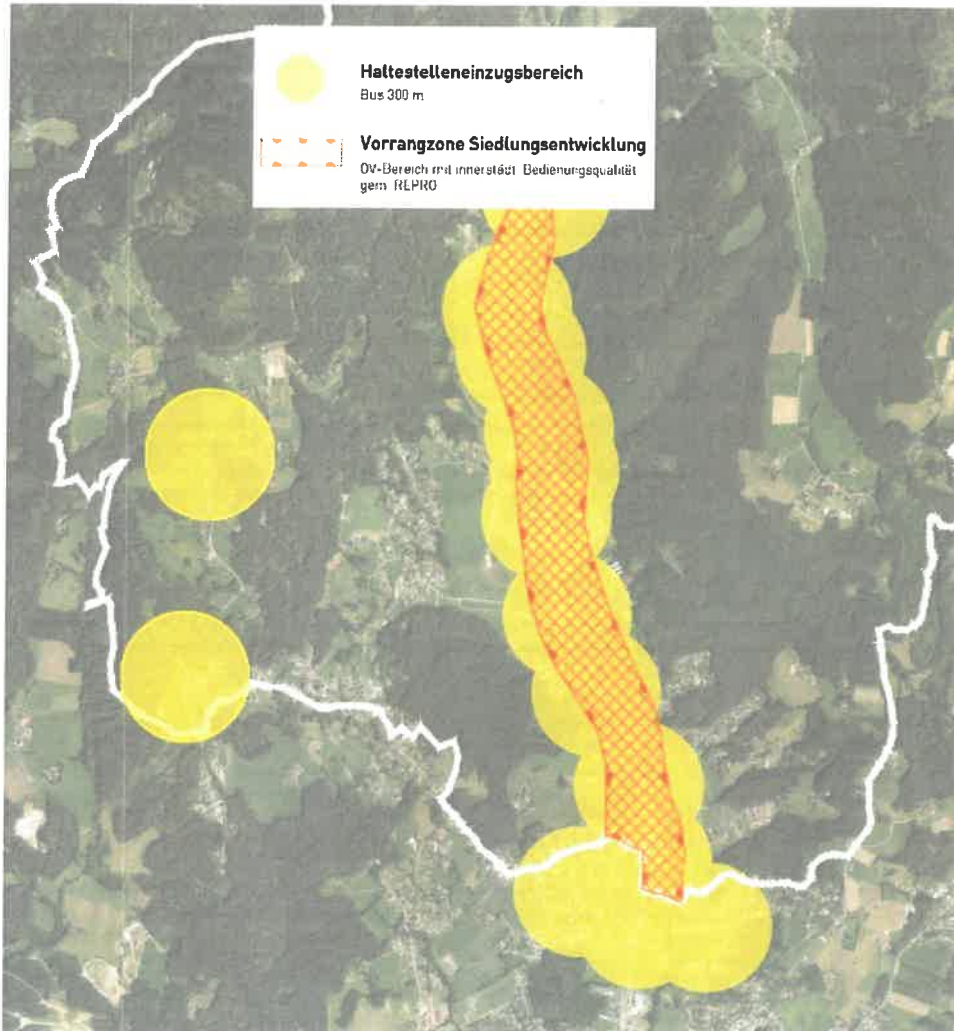 Haltestelleneinzugsbereich
Bus 300 m
Vorrangzone Siedlungsentwicklung
ÖV-Bereich mit innerstädt. Bedienungsqualität
gem. REPRO